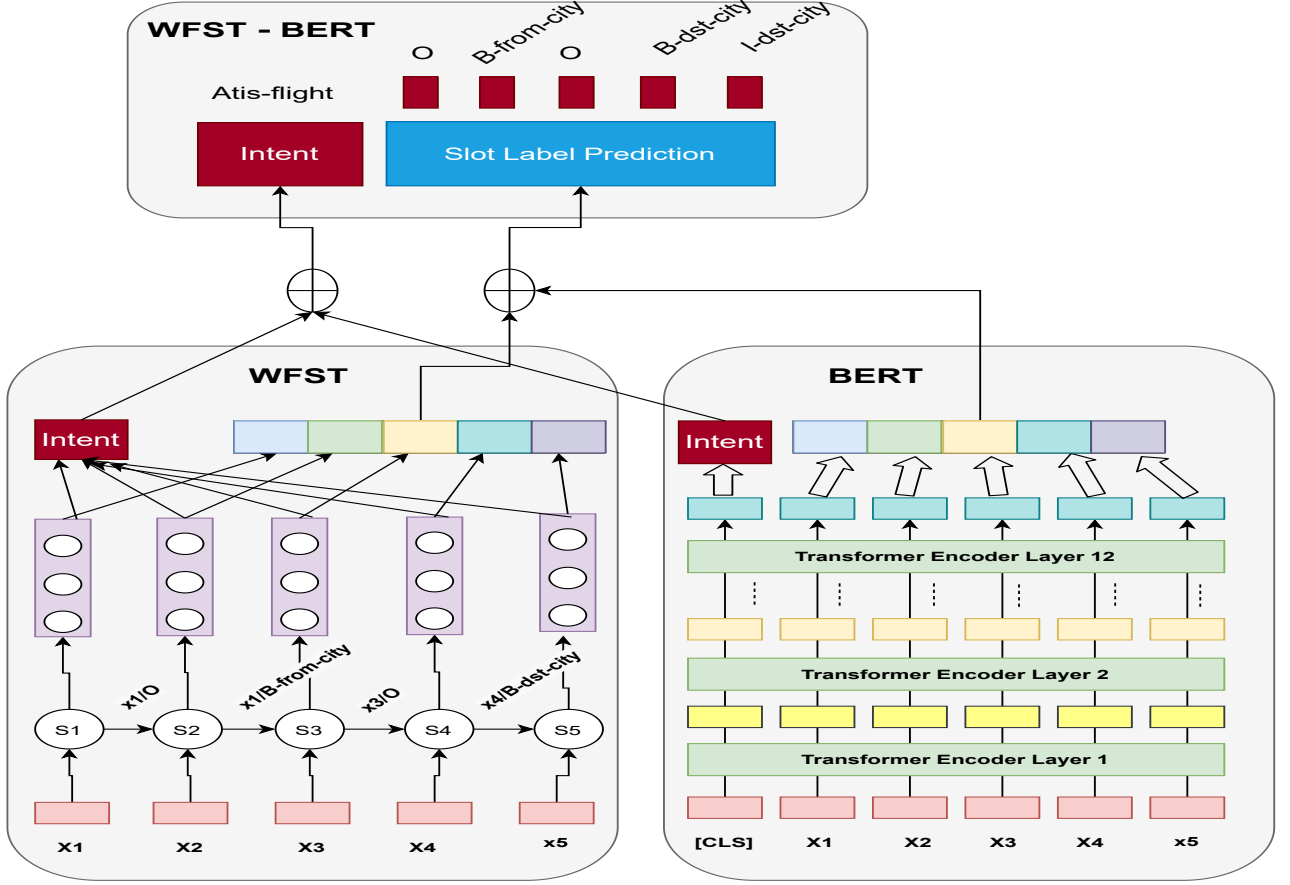 WFST - BERT
O B-from-city O B-dst-city I-dst-city
Atis-flight
Intent Slot Label Prediction
WFST
Intent
x1/O x1/B-from-city x3/O x4/B-dst-city
S1 S2 S3 S4 S5
X1 X2 X3 X4 x5
BERT
Intent
Transformer Encoder Layer 12
Transformer Encoder Layer 2
Transformer Encoder Layer 1
[CLS] X1 X2 X3 X4 x5